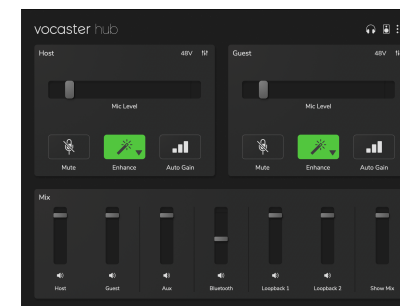 vocaster hub
Host 48V
Guest 48V
Mic Level
Mic Level
Mute Enhance Auto Gain
Mute Enhance Auto Gain
Mix
Host Guest Aux Bluetooth Loopback 1 Loopback 2 Show Mix